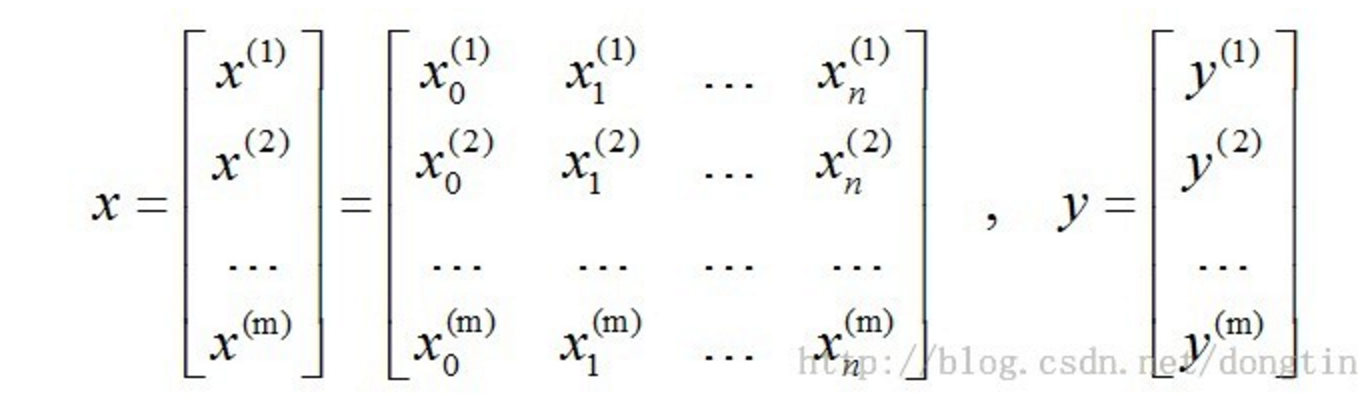 x = [ x^(1) x^(2) … x^(m) ] = [ x_0^(1) x_1^(1) … x_n^(1) ; x_0^(2) x_1^(2) … x_n^(2) ; … … … … ; x_0^(m) x_1^(m) … x_n^(m) ] , y = [ y^(1) y^(2) … y^(m) ]
http://blog.csdn.net/dongtin